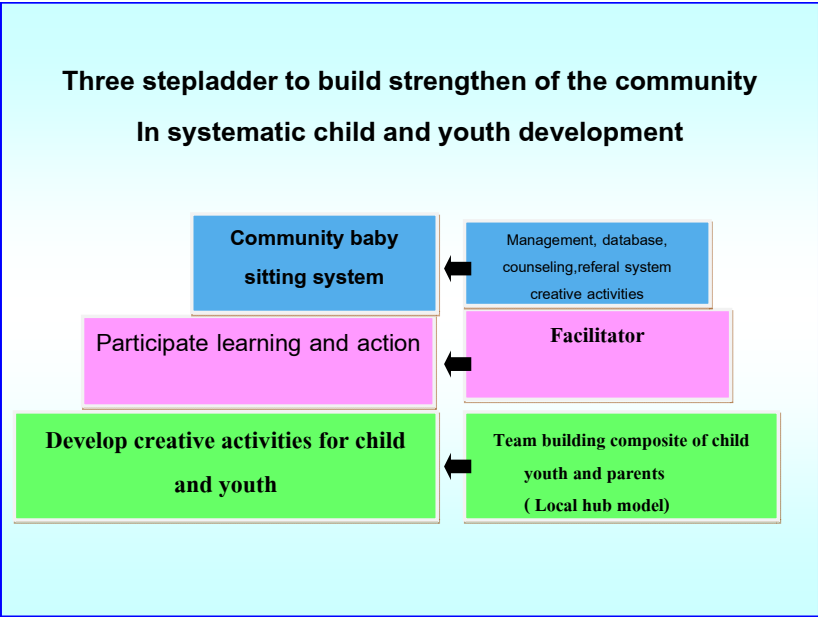 Three stepladder to build strengthen of the community
In systematic child and youth development
Community baby
sitting system
Management, database,
counseling,referal system
creative activities
Participate learning and action
Facilitator
Develop creative activities for child
and youth
Team building composite of child
youth and parents
( Local hub model)